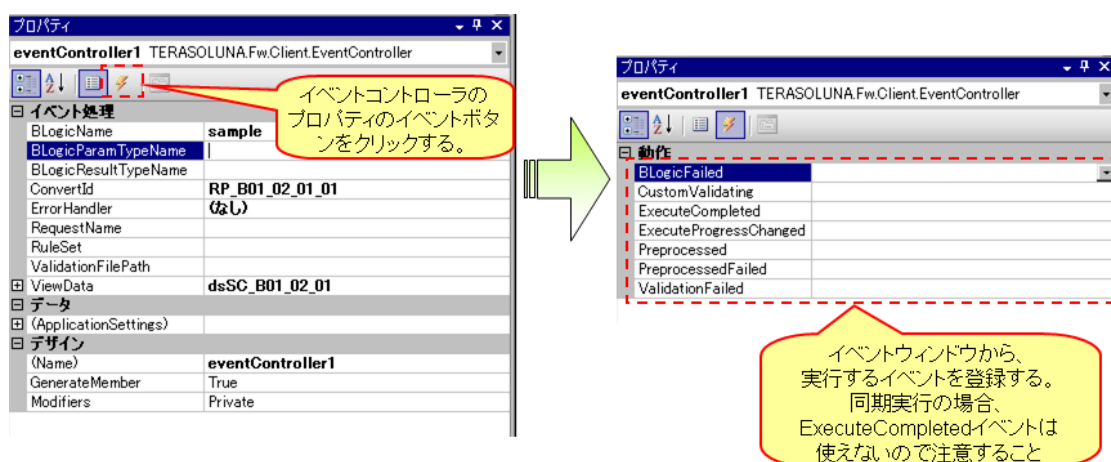 プロパティ
eventController1 TERASOLUNA.Fw.Client.EventController
イベント処理
BLogicName sample
BLogicParamTypeName
BLogicResultTypeName
ConvertId RP_B01_02_01_01
ErrorHandler (なし)
RequestName
RuleSet
ValidationFilePath
ViewData dsSC_B01_02_01
データ
(ApplicationSettings)
デザイン
(Name) eventController1
GenerateMember True
Modifiers Private
イベントコントローラの
プロパティのイベントボタ
ンをクリックする。
プロパティ
eventController1 TERASOLUNA.Fw.Client.EventController
動作
BLogicFailed
CustomValidating
ExecuteCompleted
ExecuteProgressChanged
Preprocessed
PreprocessedFailed
ValidationFailed
イベントウィンドウから、
実行するイベントを登録する。
同期実行の場合、
ExecuteCompletedイベントは
使えないので注意すること